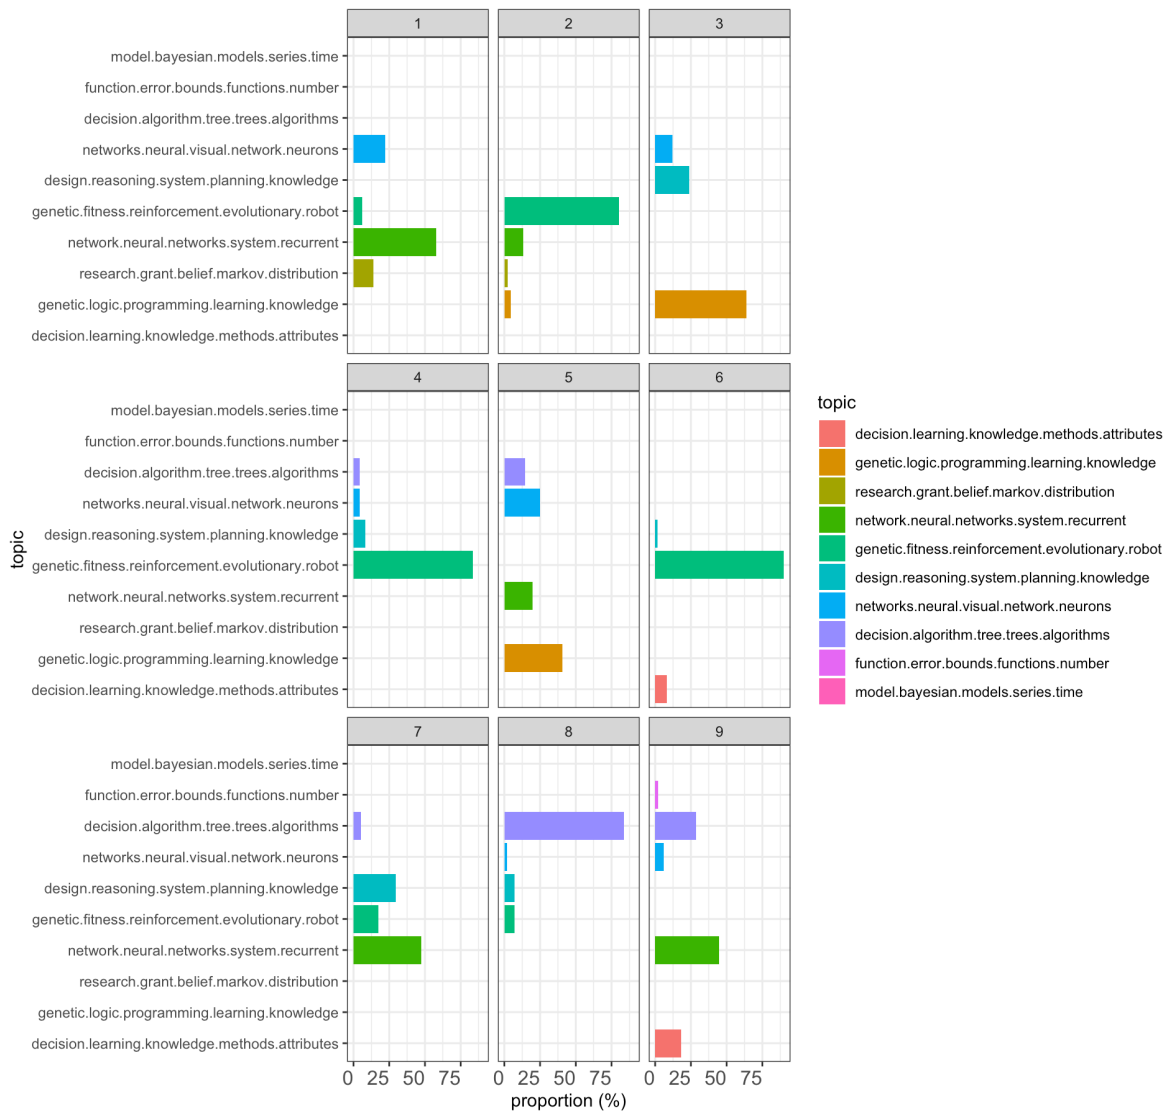 1 2 3
model.bayesian.models.series.time
function.error.bounds.functions.number
decision.algorithm.tree.trees.algorithms
networks.neural.visual.network.neurons
design.reasoning.system.planning.knowledge
genetic.fitness.reinforcement.evolutionary.robot
network.neural.networks.system.recurrent
research.grant.belief.markov.distribution
genetic.logic.programming.learning.knowledge
decision.learning.knowledge.methods.attributes
4 5 6
model.bayesian.models.series.time
function.error.bounds.functions.number
decision.algorithm.tree.trees.algorithms
networks.neural.visual.network.neurons
design.reasoning.system.planning.knowledge
genetic.fitness.reinforcement.evolutionary.robot
network.neural.networks.system.recurrent
research.grant.belief.markov.distribution
genetic.logic.programming.learning.knowledge
decision.learning.knowledge.methods.attributes
7 8 9
model.bayesian.models.series.time
function.error.bounds.functions.number
decision.algorithm.tree.trees.algorithms
networks.neural.visual.network.neurons
design.reasoning.system.planning.knowledge
genetic.fitness.reinforcement.evolutionary.robot
network.neural.networks.system.recurrent
research.grant.belief.markov.distribution
genetic.logic.programming.learning.knowledge
decision.learning.knowledge.methods.attributes
0 25 50 75 0 25 50 75 0 25 50 75
proportion (%)
topic
topic
decision.learning.knowledge.methods.attributes
genetic.logic.programming.learning.knowledge
research.grant.belief.markov.distribution
network.neural.networks.system.recurrent
genetic.fitness.reinforcement.evolutionary.robot
design.reasoning.system.planning.knowledge
networks.neural.visual.network.neurons
decision.algorithm.tree.trees.algorithms
function.error.bounds.functions.number
model.bayesian.models.series.time